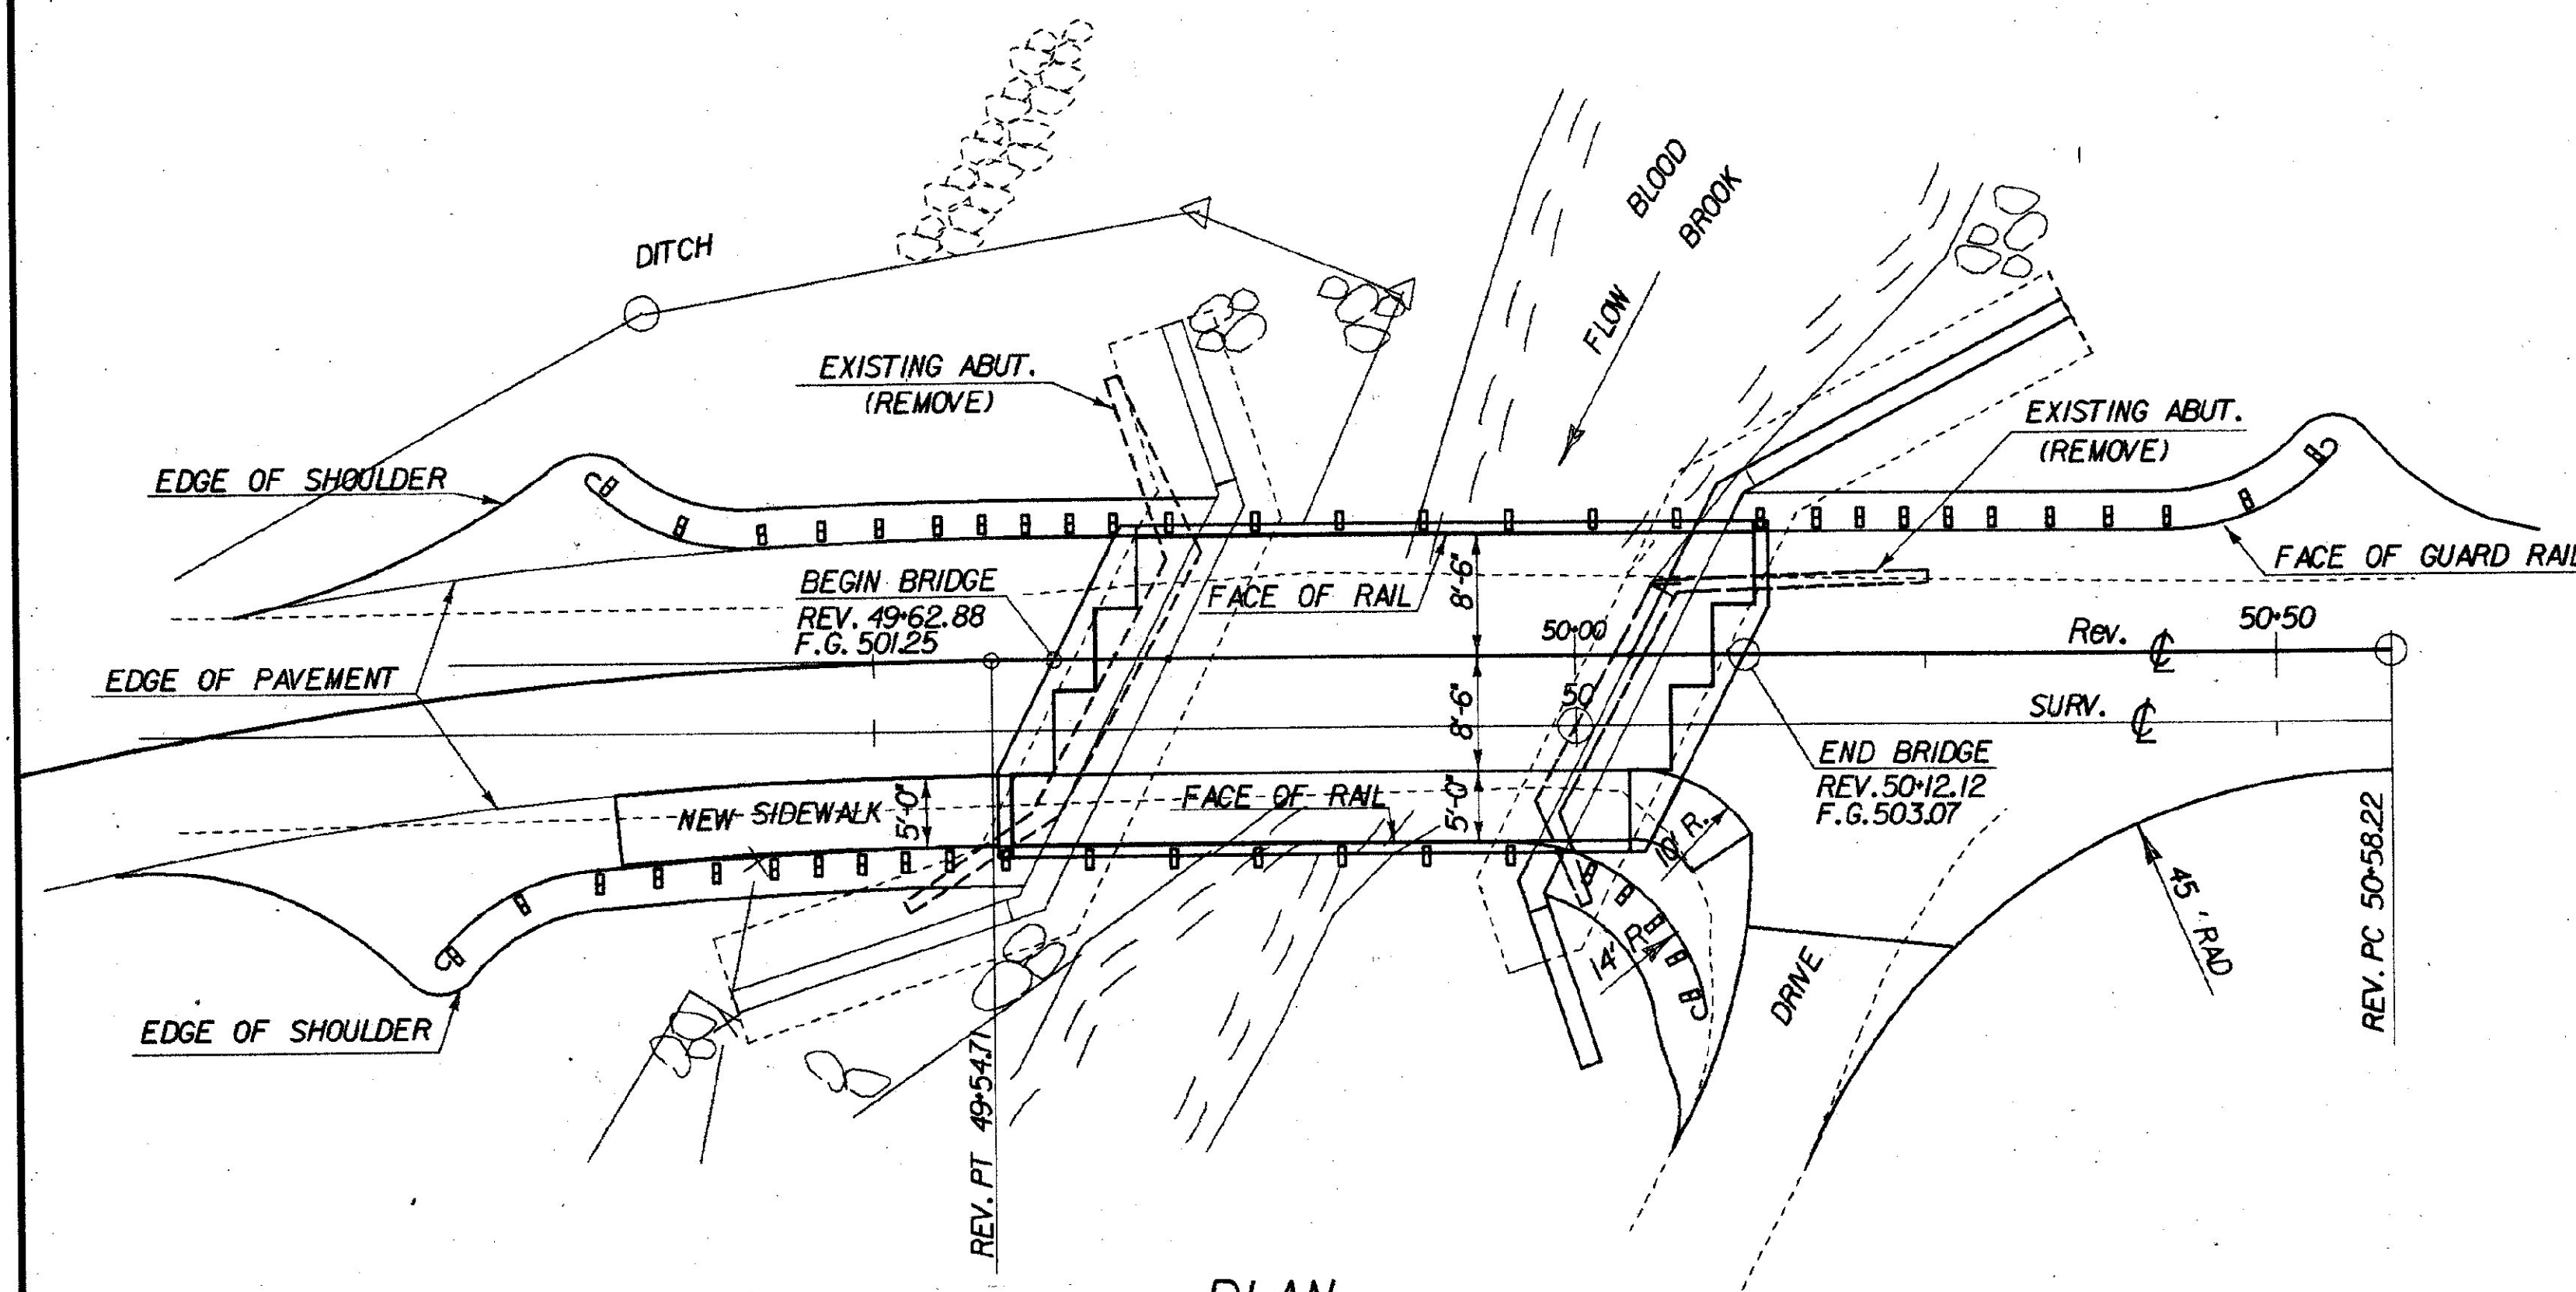 DITCH
BLOOD
BROOK
FLOW
EXISTING ABUT.
(REMOVE)
EXISTING ABUT.
(REMOVE)
EDGE OF SHOULDER
FACE OF GUARD RAIL
BEGIN BRIDGE
REV. 49+62.88
F.G. 501.25
FACE OF RAIL
8'-6"
50+00
Rev. ℄
50+50
EDGE OF PAVEMENT
8'-6"
50
SURV. ℄
END BRIDGE
REV. 50+12.12
F.G. 503.07
NEW SIDEWALK
5'-0"
FACE OF RAIL
5'-0"
10' R.
14' R.
DRIVE
45' RAD
REV. PC 50+58.22
EDGE OF SHOULDER
REV. PT 49+54.71
PLAN